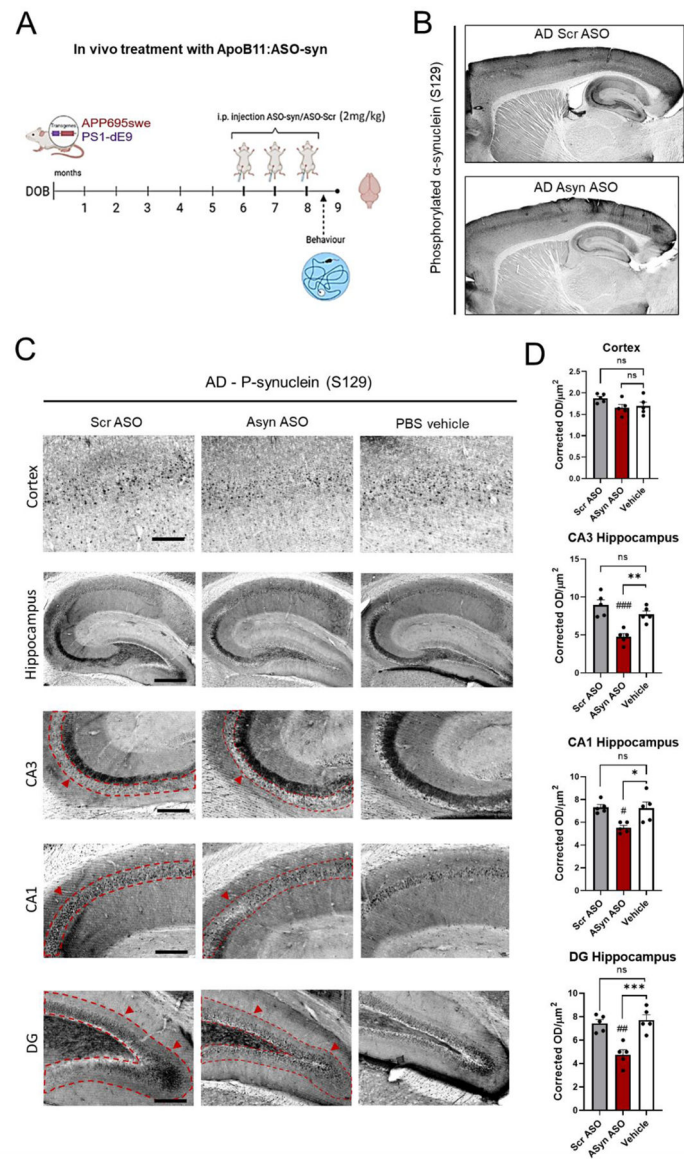 A
In vivo treatment with ApoB11:ASO-syn
Transgenes
APP695swe
PS1-dE9
i.p. injection ASO-syn/ASO-Scr (2mg/kg)
months
DOB
1 2 3 4 5 6 7 8 9
Behaviour
B
Phosphorylated α-synuclein (S129)
AD Scr ASO
AD Asyn ASO
C
AD - P-synuclein (S129)
Scr ASO Asyn ASO PBS vehicle
Cortex
Hippocampus
CA3
CA1
DG
D
Cortex
ns
ns
Corrected OD/µm²
2.5
2.0
1.5
1.0
0.5
0.0
Scr ASO
ASyn ASO
Vehicle
CA3 Hippocampus
ns
**
###
Corrected OD/µm²
15
10
5
0
Scr ASO
ASyn ASO
Vehicle
CA1 Hippocampus
ns
*
#
Corrected OD/µm²
10
8
6
4
2
0
Scr ASO
ASyn ASO
Vehicle
DG Hippocampus
ns
***
##
Corrected OD/µm²
10
8
6
4
2
0
Scr ASO
ASyn ASO
Vehicle